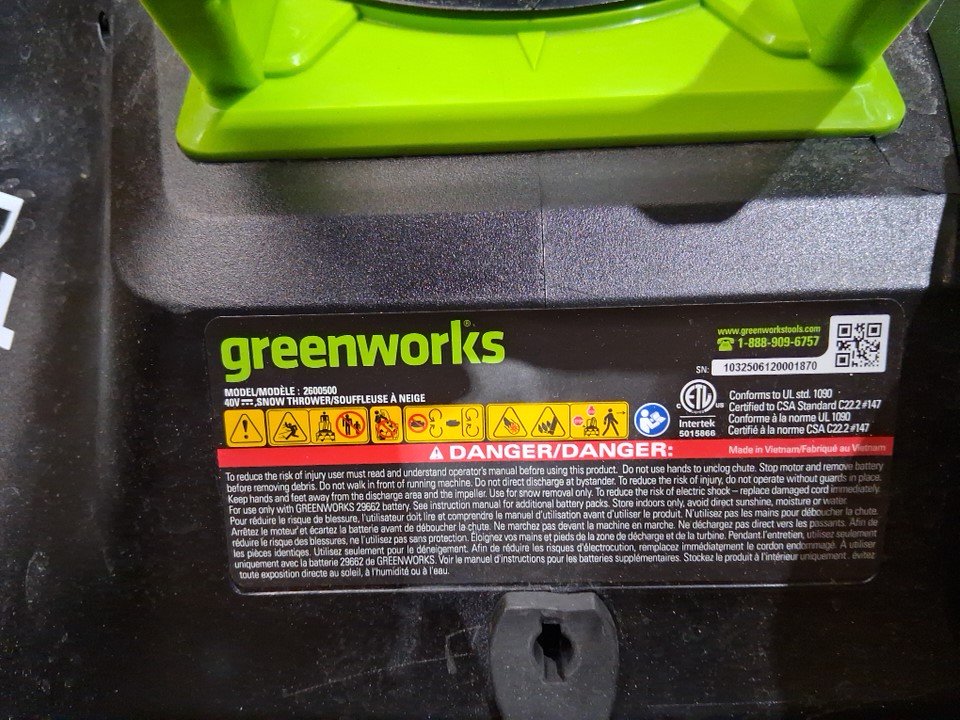 greenworks®
www.greenworkstools.com
1-888-909-6757
SN: 1032506120001870
MODEL/MODÈLE : 2600500
40V⎓,SNOW THROWER/SOUFFLEUSE À NEIGE
C ETL US
Intertek
5015866
Conforms to UL std. 1090
Certified to CSA Standard C22.2 #147
Conforme à la norme UL 1090
Certifié à la norme CSA C22.2 #147
DANGER/DANGER:
Made in Vietnam/Fabriqué au Vietnam
To reduce the risk of injury user must read and understand operator's manual before using this product. Do not use hands to unclog chute. Stop motor and remove battery
before removing debris. Do not walk in front of running machine. Do not direct discharge at bystander. To reduce the risk of injury, do not operate without guards in place.
Keep hands and feet away from the discharge area and the impeller. Use for snow removal only. To reduce the risk of electric shock – replace damaged cord immediately.
For use only with GREENWORKS 29662 battery. See instruction manual for additional battery packs. Store indoors only, avoid direct sunshine, moisture or water.
Pour réduire le risque de blessure, l'utilisateur doit lire et comprendre le manuel d'utilisation avant d'utiliser le produit. N'utilisez pas les mains pour déboucher la chute.
Arrêtez le moteur et écartez la batterie avant de déboucher la chute. Ne marchez pas devant la machine en marche. Ne déchargez pas direct vers les passants. Afin de
réduire le risque des blessures, ne l'utilisez pas sans protection. Éloignez vos mains et pieds de la zone de décharge et de la turbine. Pendant l'entretien, utilisez seulement
les pièces identiques. Utilisez seulement pour le déneigement. Afin de réduire les risques d'électrocution, remplacez immédiatement le cordon endommagé. A utiliser
uniquement avec la batterie 29662 de GREENWORKS. Voir le manuel d'instructions pour les batteries supplémentaires. Stockez le produit à l'intérieur uniquement. évitez
toute exposition directe au soleil, à l'humidité ou à l'eau.